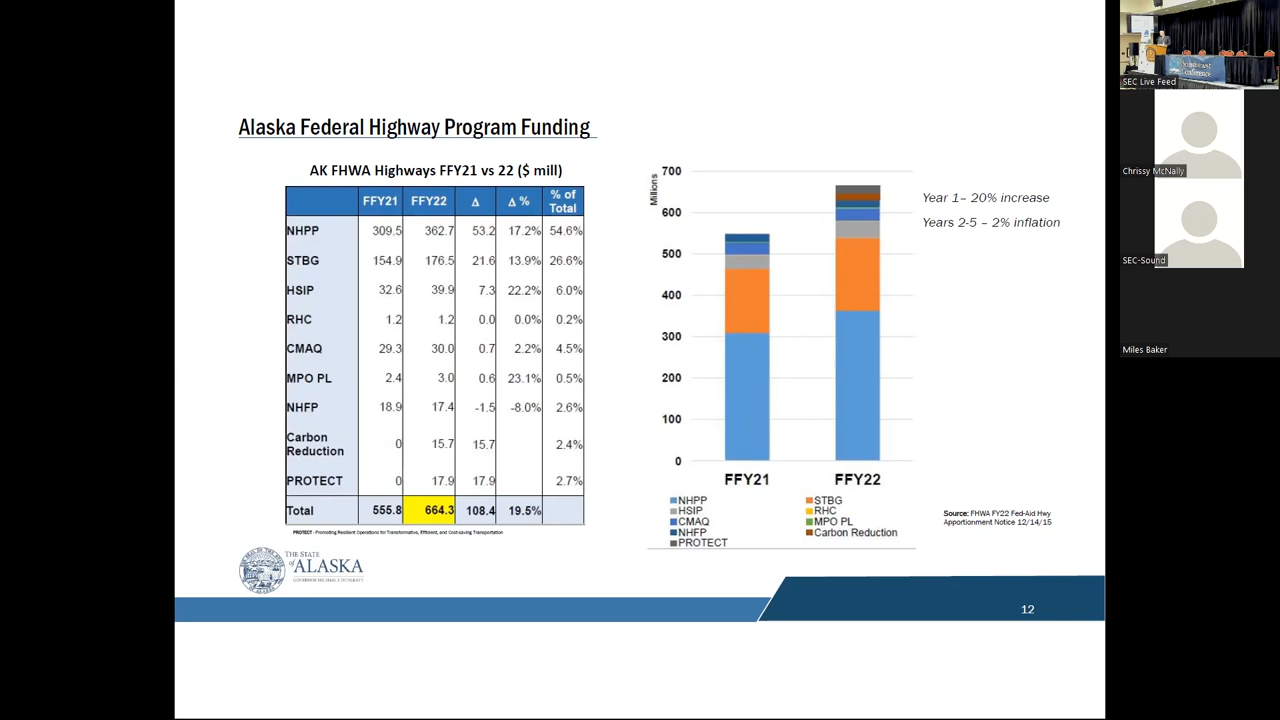 Alaska Federal Highway Program Funding
AK FHWA Highways FFY21 vs 22 ($ mill)
FFY21 FFY22 Δ Δ % % of Total
NHPP 309.5 362.7 53.2 17.2% 54.6%
STBG 154.9 176.5 21.6 13.9% 26.6%
HSIP 32.6 39.9 7.3 22.2% 6.0%
RHC 1.2 1.2 0.0 0.0% 0.2%
CMAQ 29.3 30.0 0.7 2.2% 4.5%
MPO PL 2.4 3.0 0.6 23.1% 0.5%
NHFP 18.9 17.4 -1.5 -8.0% 2.6%
Carbon Reduction 0 15.7 15.7 2.4%
PROTECT 0 17.9 17.9 2.7%
Total 555.8 664.3 108.4 19.5%
PROTECT - Promoting Resilient Operations for Transformative, Efficient, and Cost-saving Transportation
Millions
700
600
500
400
300
200
100
0
FFY21 FFY22
NHPP STBG
HSIP RHC
CMAQ MPO PL
NHFP Carbon Reduction
PROTECT
Year 1– 20% increase
Years 2-5 – 2% inflation
Source: FHWA FY22 Fed-Aid Hwy
Apportionment Notice 12/14/15
THE STATE
of ALASKA
GOVERNOR MICHAEL J. DUNLEAVY
12
Southeast
Conference
SEC Live Feed
Chrissy McNally
SEC-Sound
Miles Baker